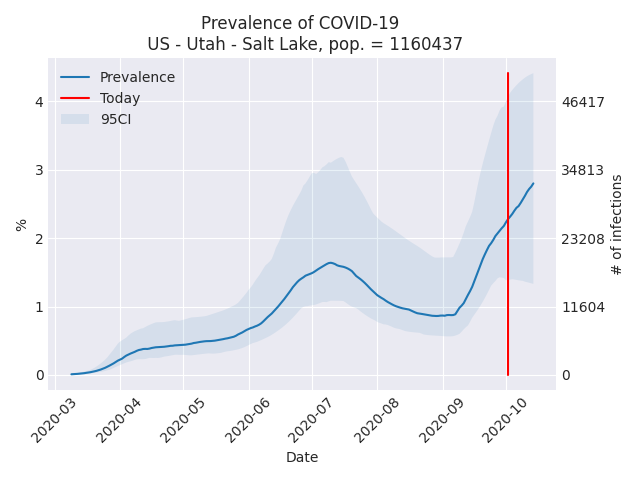 Prevalence of COVID-19
US - Utah - Salt Lake, pop. = 1160437
Prevalence
Today
95CI
4
3
2
1
0
%
46417
34813
23208
11604
0
# of infections
2020-03
2020-04
2020-05
2020-06
2020-07
2020-08
2020-09
2020-10
Date